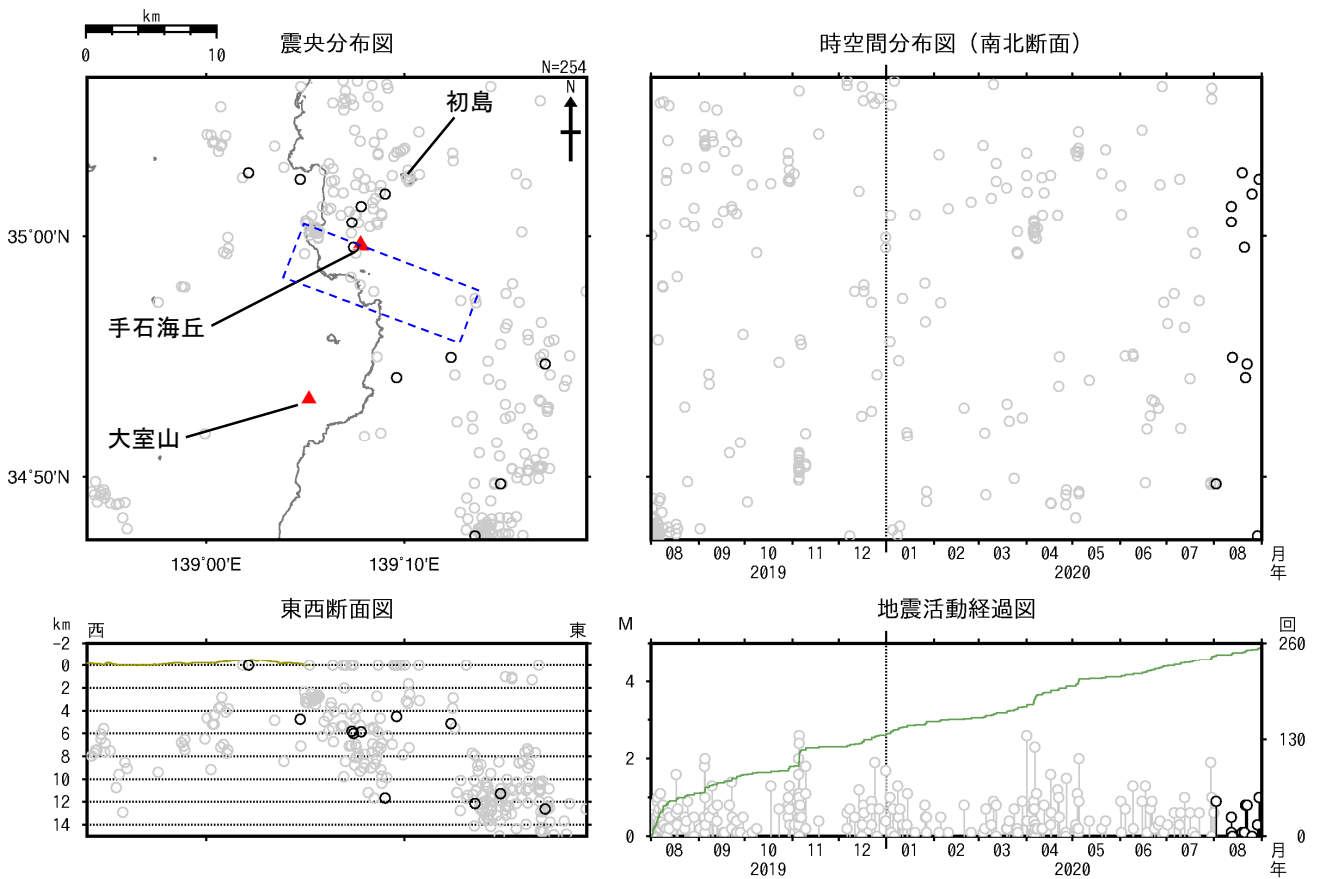 km
0 10
震央分布図
N=254
N
初島
手石海丘
大室山
35°00'N
34°50'N
139°00'E 139°10'E
時空間分布図（南北断面）
08 09 10 11 12 01 02 03 04 05 06 07 08 月
2019 2020 年
東西断面図
km 西 東
-2
0
2
4
6
8
10
12
14
地震活動経過図
M 回
260
4
130
2
0 0
08 09 10 11 12 01 02 03 04 05 06 07 08 月
2019 2020 年